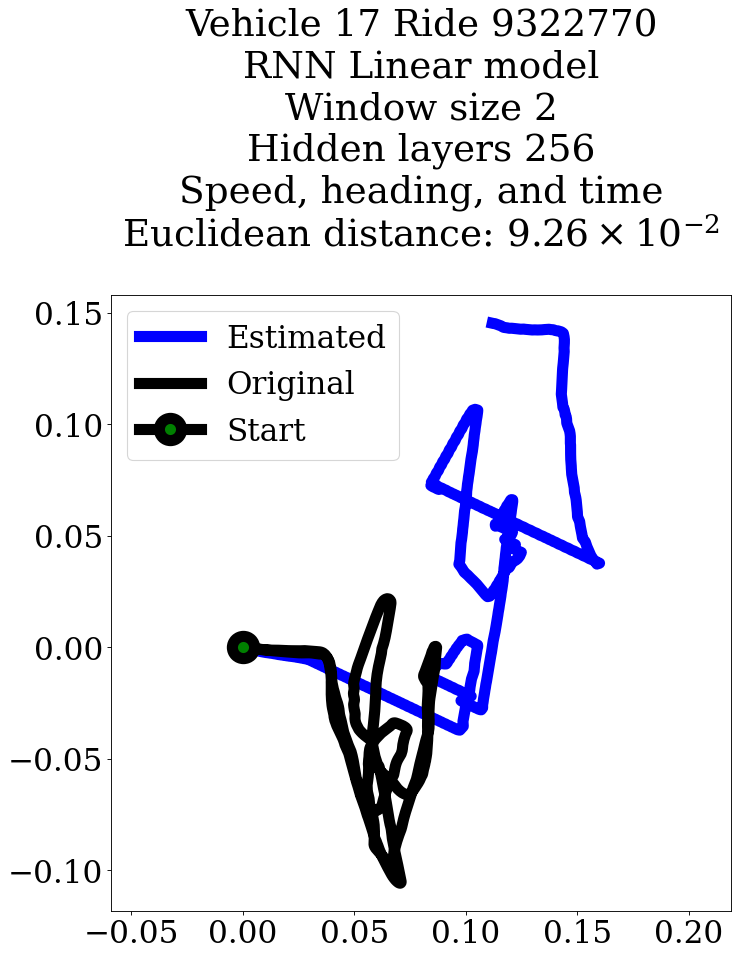 Vehicle 17 Ride 9322770
RNN Linear model
Window size 2
Hidden layers 256
Speed, heading, and time
Euclidean distance: 9.26 × 10⁻²
0.15
0.10
0.05
0.00
−0.05
−0.10
Estimated
Original
Start
−0.05 0.00 0.05 0.10 0.15 0.20